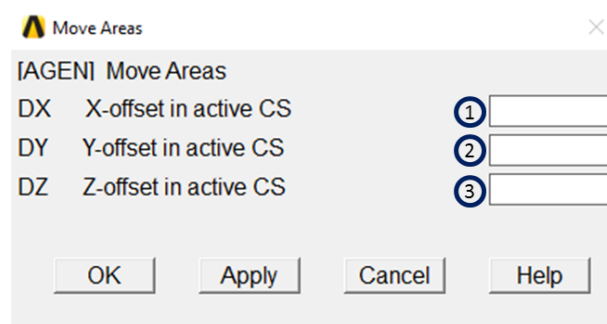 Move Areas
[AGEN] Move Areas
DX X-offset in active CS 1
DY Y-offset in active CS 2
DZ Z-offset in active CS 3
OK Apply Cancel Help